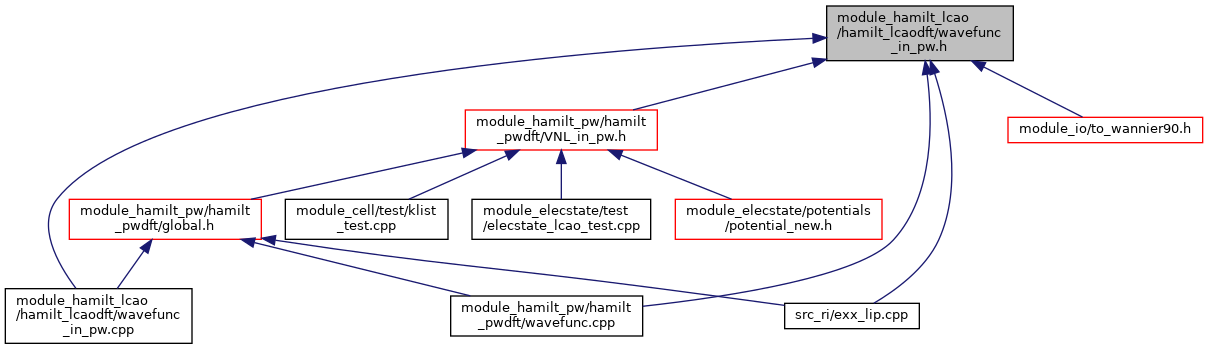 module_hamilt_lcao
/hamilt_lcaodft/wavefunc
_in_pw.h
module_hamilt_pw/hamilt
_pwdft/VNL_in_pw.h
module_io/to_wannier90.h
module_hamilt_pw/hamilt
_pwdft/global.h
module_cell/test/klist
_test.cpp
module_elecstate/test
/elecstate_lcao_test.cpp
module_elecstate/potentials
/potential_new.h
module_hamilt_lcao
/hamilt_lcaodft/wavefunc
_in_pw.cpp
module_hamilt_pw/hamilt
_pwdft/wavefunc.cpp
src_ri/exx_lip.cpp